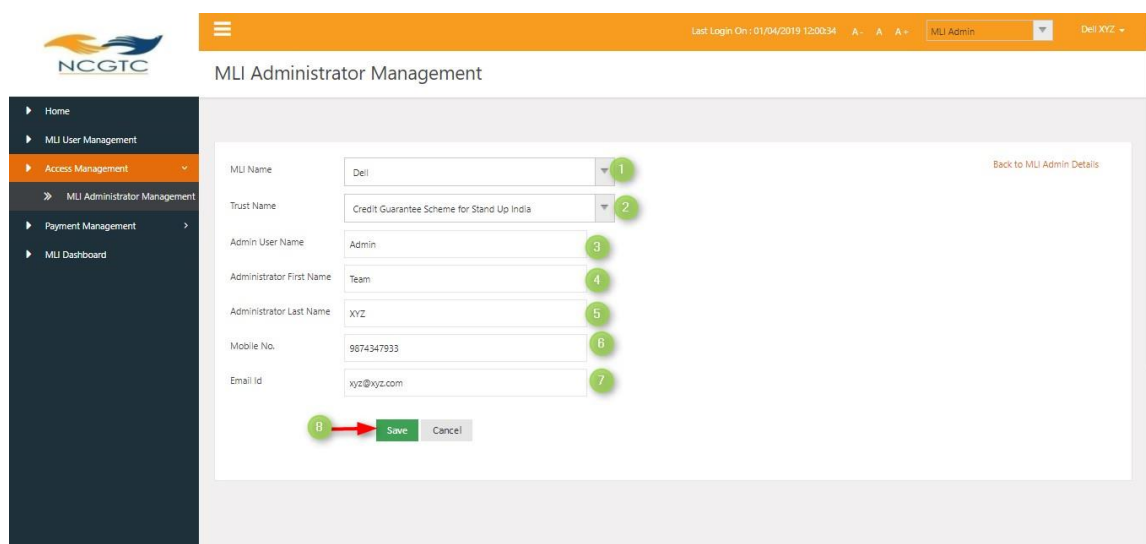 NCGTC
Last Login On : 01/04/2019 12:00:34 A- A A+ MLI Admin Dell XYZ
MLI Administrator Management
Home
MLI User Management
Access Management
MLI Administrator Management
Payment Management
MLI Dashboard
Back to MLI Admin Details
MLI Name Dell 1
Trust Name Credit Guarantee Scheme for Stand Up India 2
Admin User Name Admin 3
Administrator First Name Team 4
Administrator Last Name XYZ 5
Mobile No. 9874347933 6
Email Id xyz@xyz.com 7
8 Save Cancel